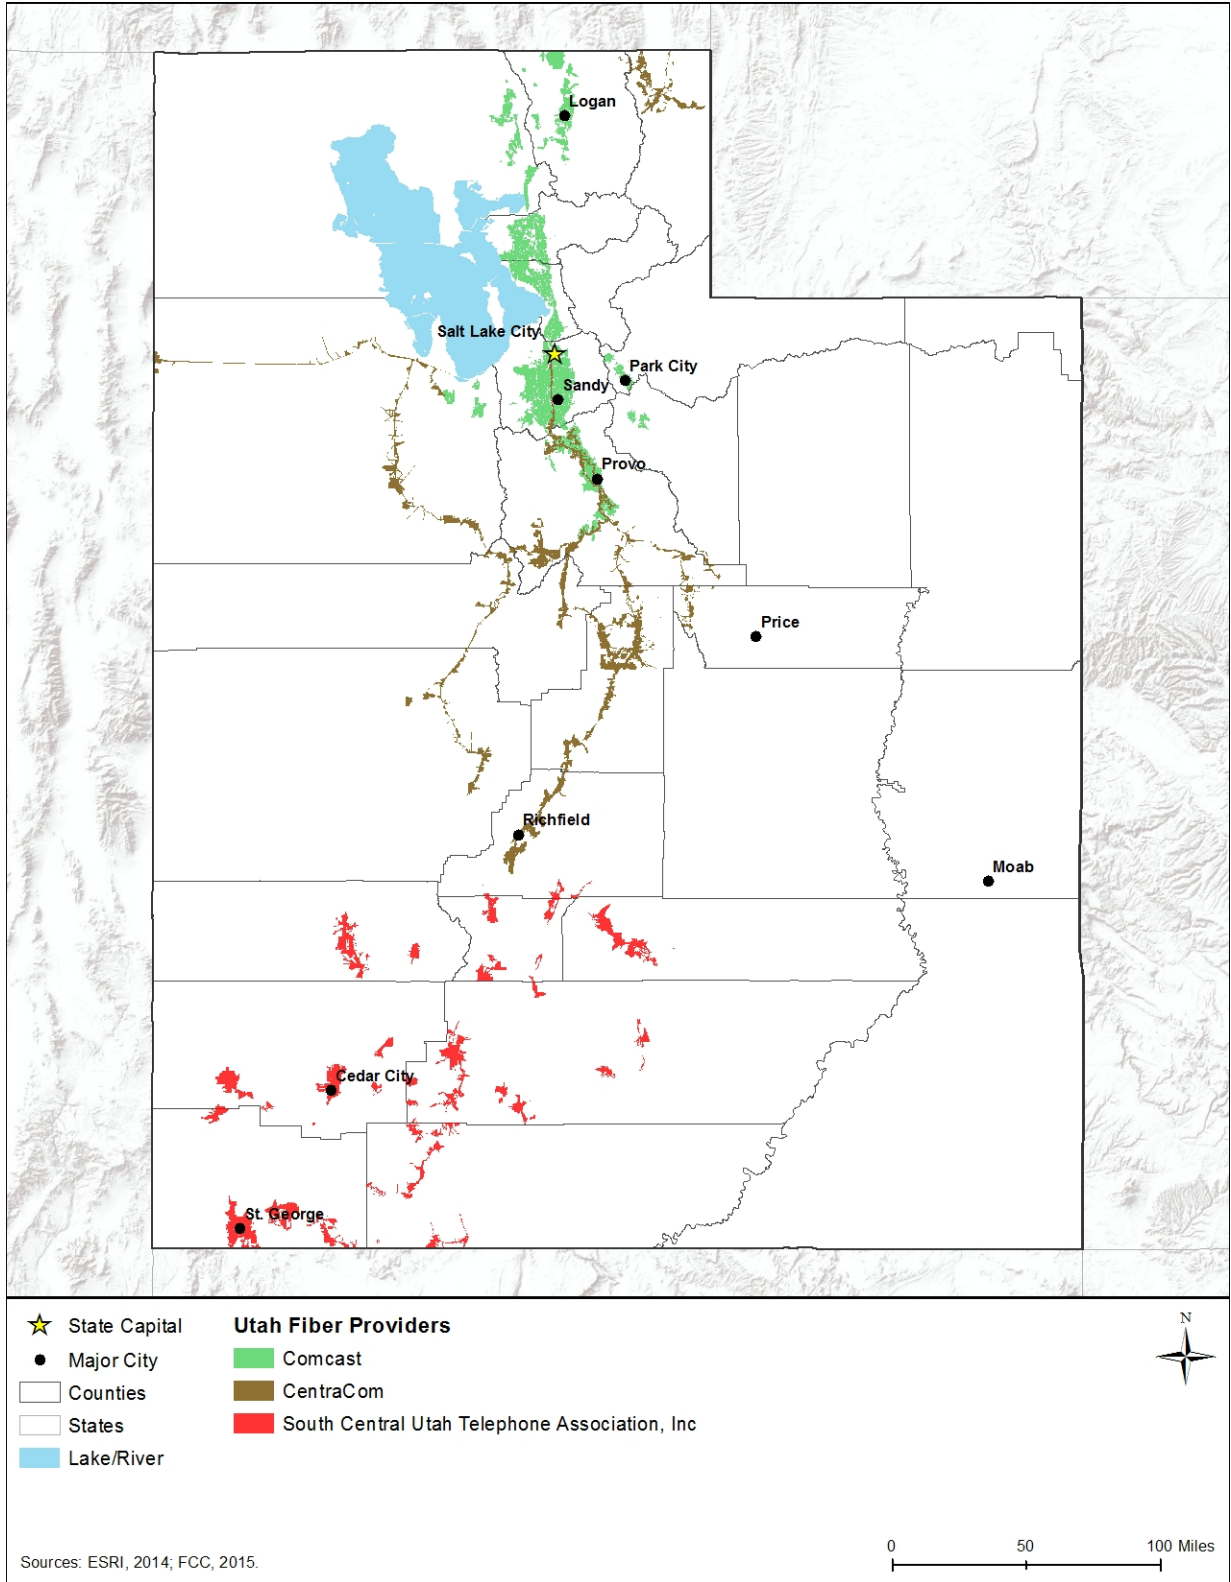 Logan
Salt Lake City
Park City
Sandy
Provo
Price
Richfield
Moab
Cedar City
St. George
State Capital
Major City
Counties
States
Lake/River
Utah Fiber Providers
Comcast
CentraCom
South Central Utah Telephone Association, Inc
N
Sources: ESRI, 2014; FCC, 2015.
0 50 100 Miles